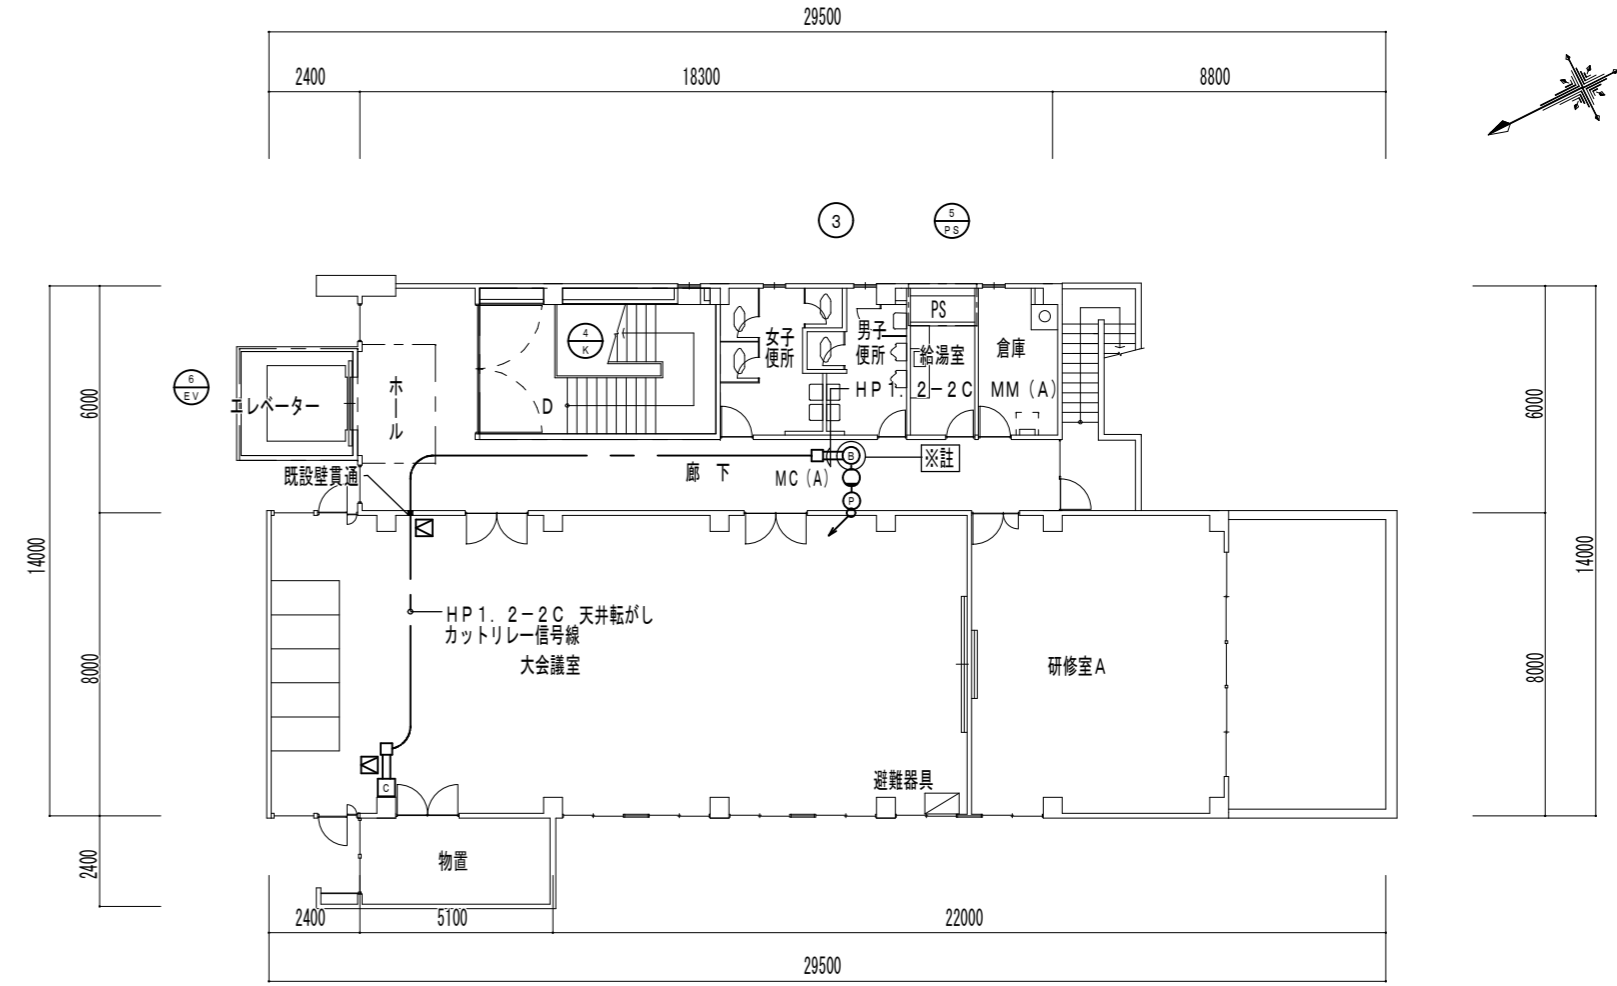 29500
2400
18300
8800
3
5
PS
4
K
6
EV
エレベーター
ホール
D
女子
便所
男子
便所
PS
給湯室
倉庫
HP1.2-2C MM(A)
既設壁貫通
廊 下
MC(A)
B
※註
P
6000
14000
8000
2400
6000
14000
8000
HP1.2-2C 天井転がし
カットリレー信号線
大会議室
研修室A
避難器具
C
物置
2400
5100
22000
29500